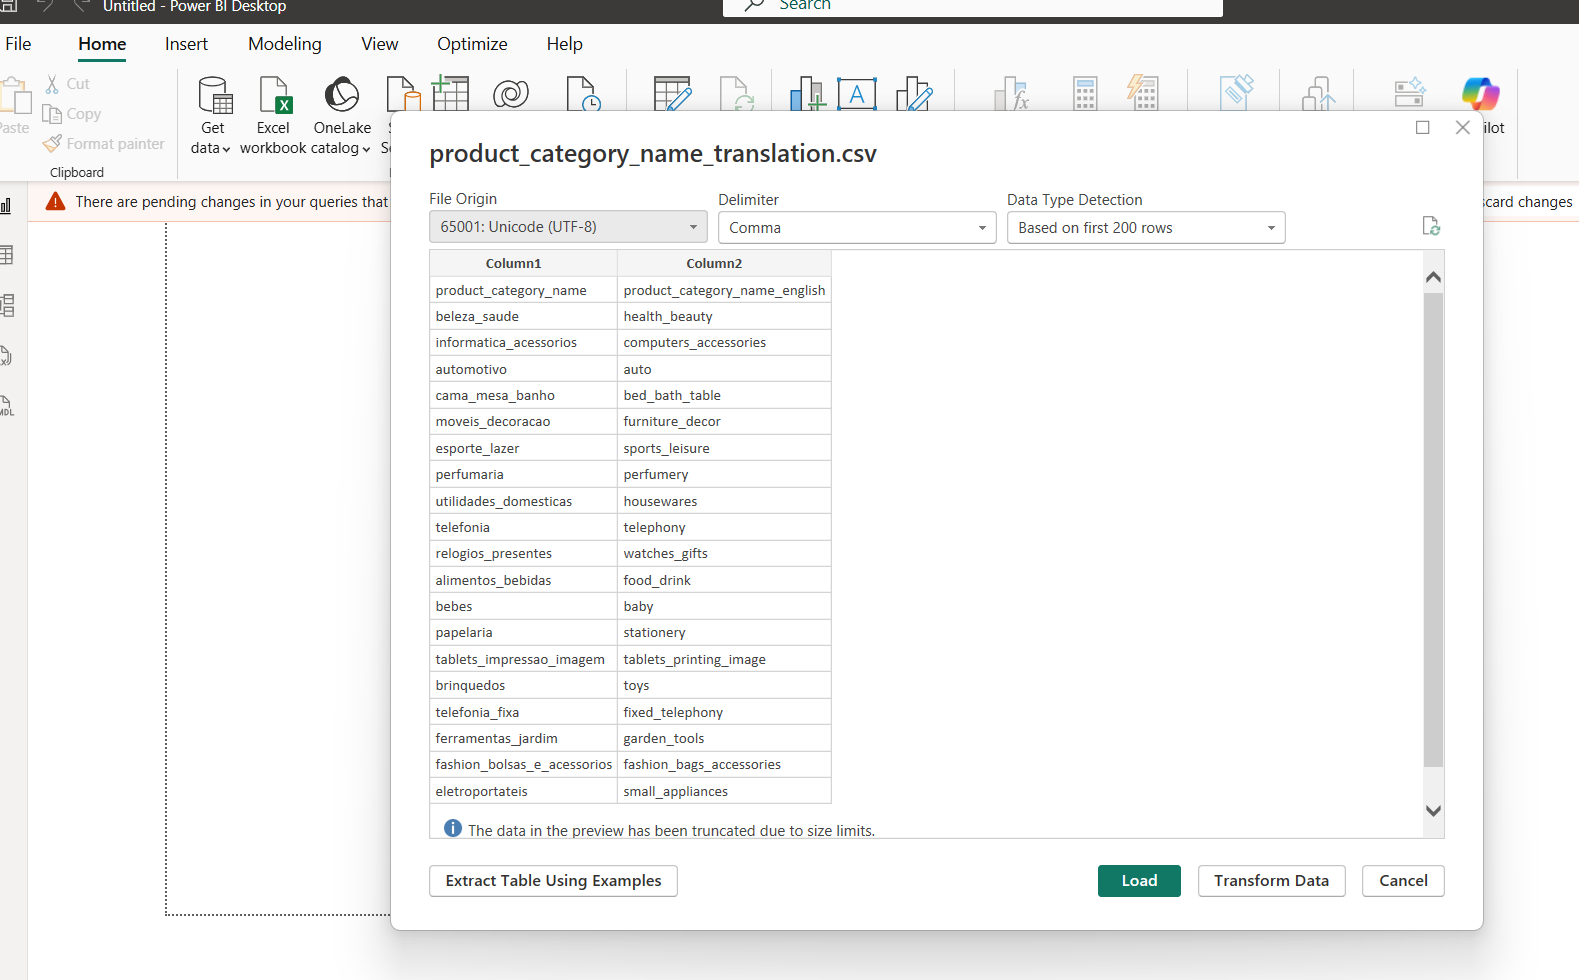 Untitled - Power BI Desktop
Search
File Home Insert Modeling View Optimize Help
Cut
Copy
Format painter
Clipboard
Get data
Excel workbook
OneLake catalog
There are pending changes in your queries that
card changes
product_category_name_translation.csv
File Origin Delimiter Data Type Detection
65001: Unicode (UTF-8) Comma Based on first 200 rows
Column1 Column2
product_category_name product_category_name_english
beleza_saude health_beauty
informatica_acessorios computers_accessories
automotivo auto
cama_mesa_banho bed_bath_table
moveis_decoracao furniture_decor
esporte_lazer sports_leisure
perfumaria perfumery
utilidades_domesticas housewares
telefonia telephony
relogios_presentes watches_gifts
alimentos_bebidas food_drink
bebes baby
papelaria stationery
tablets_impressao_imagem tablets_printing_image
brinquedos toys
telefonia_fixa fixed_telephony
ferramentas_jardim garden_tools
fashion_bolsas_e_acessorios fashion_bags_accessories
eletroportateis small_appliances
The data in the preview has been truncated due to size limits.
Extract Table Using Examples Load Transform Data Cancel